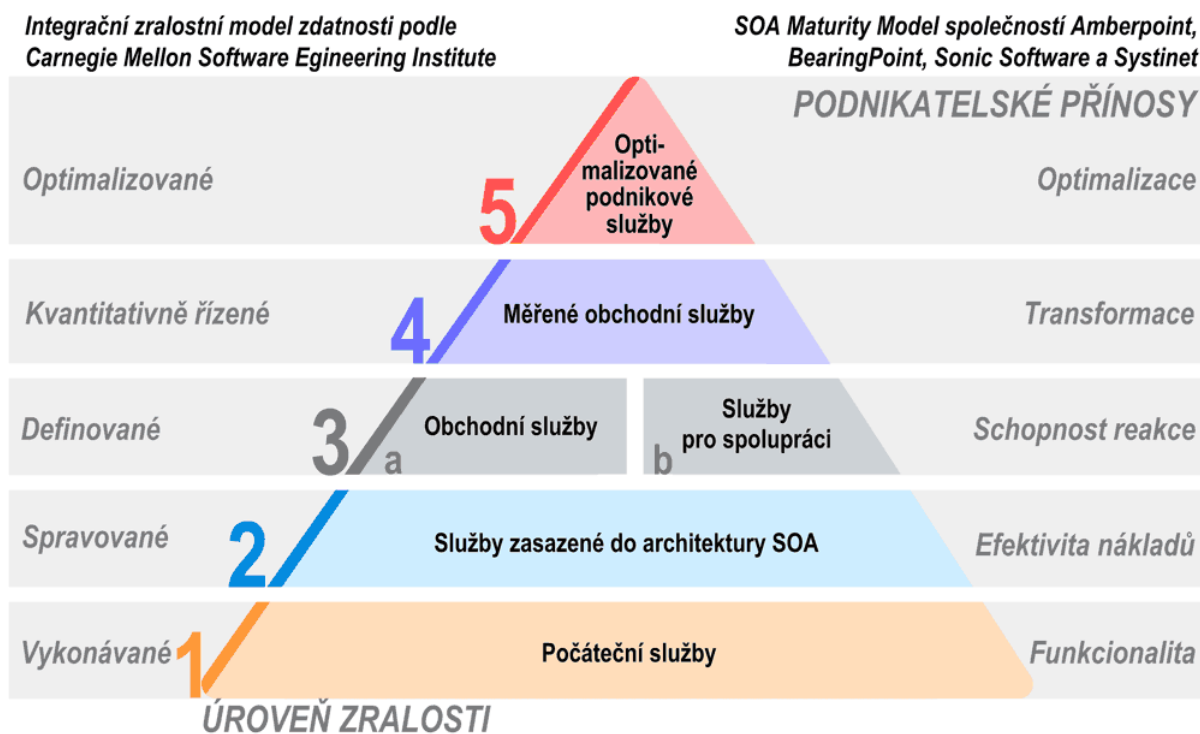 Integrační zralostní model zdatnosti podle
Carnegie Mellon Software Egineering Institute
SOA Maturity Model společností Amberpoint,
BearingPoint, Sonic Software a Systinet
PODNIKATELSKÉ PŘÍNOSY
Optimalizované
5
Opti-
malizované
podnikové
služby
Optimalizace
Kvantitativně řízené
4
Měřené obchodní služby
Transformace
Definované
3
a
Obchodní služby
b
Služby
pro spolupráci
Schopnost reakce
Spravované
2
Služby zasazené do architektury SOA
Efektivita nákladů
Vykonávané
1
Počáteční služby
Funkcionalita
ÚROVEŇ ZRALOSTI